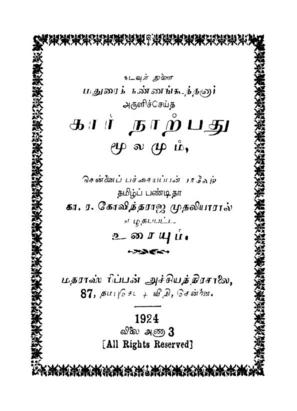 கடவுள் துணை
மதுரைக் கண்ணங்கூத்தனார்
அருளிச்செய்த
கார் நாற்பது
மூலமும்,
சென்னைப் பச்சையப்பன் காலேஜ்
தமிழ்ப் பண்டிதர்
கா. ர. கோவிந்தராஜ முதலியாரால்
எழுதப்பட்ட
உரையும்.
மதராஸ் ரிப்பன் அச்சியந்திரசாலை,
87, தம்புசெட்டி வீதி, சென்னை.
1924
விலை அணா 3
[All Rights Reserved]